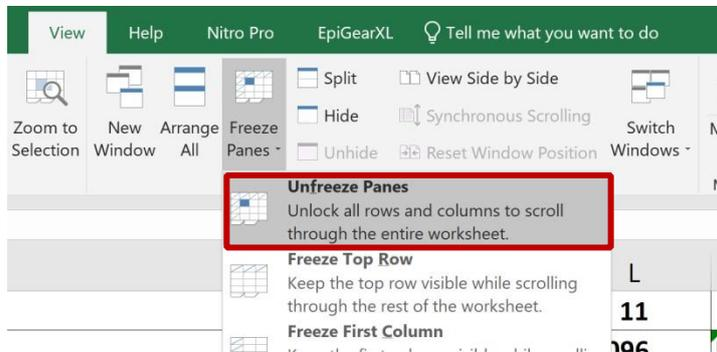 View Help Nitro Pro EpiGearXL Tell me what you want to do
Split View Side by Side
Hide Synchronous Scrolling
Zoom to New Arrange Freeze Switch
Selection Window All Panes Unhide Reset Window Position Windows
Unfreeze Panes
Unlock all rows and columns to scroll
through the entire worksheet.
Freeze Top Row
Keep the top row visible while scrolling
through the rest of the worksheet.
Freeze First Column
L
11